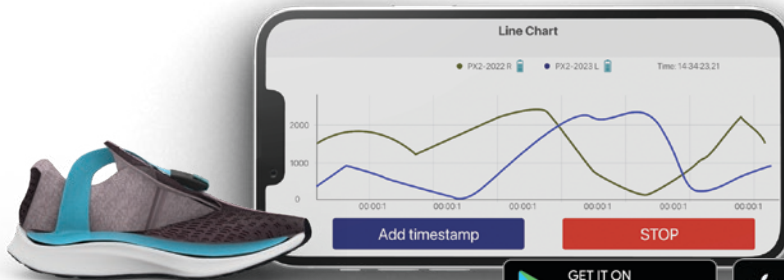 Line Chart
PX2-2022 R PX2-2023 L Time: 14:34:23.21
2000
1000
0
00:00:1 00:00:1 00:00:1 00:00:1 00:00:1 00:00:1
Add timestamp STOP
GET IT ON